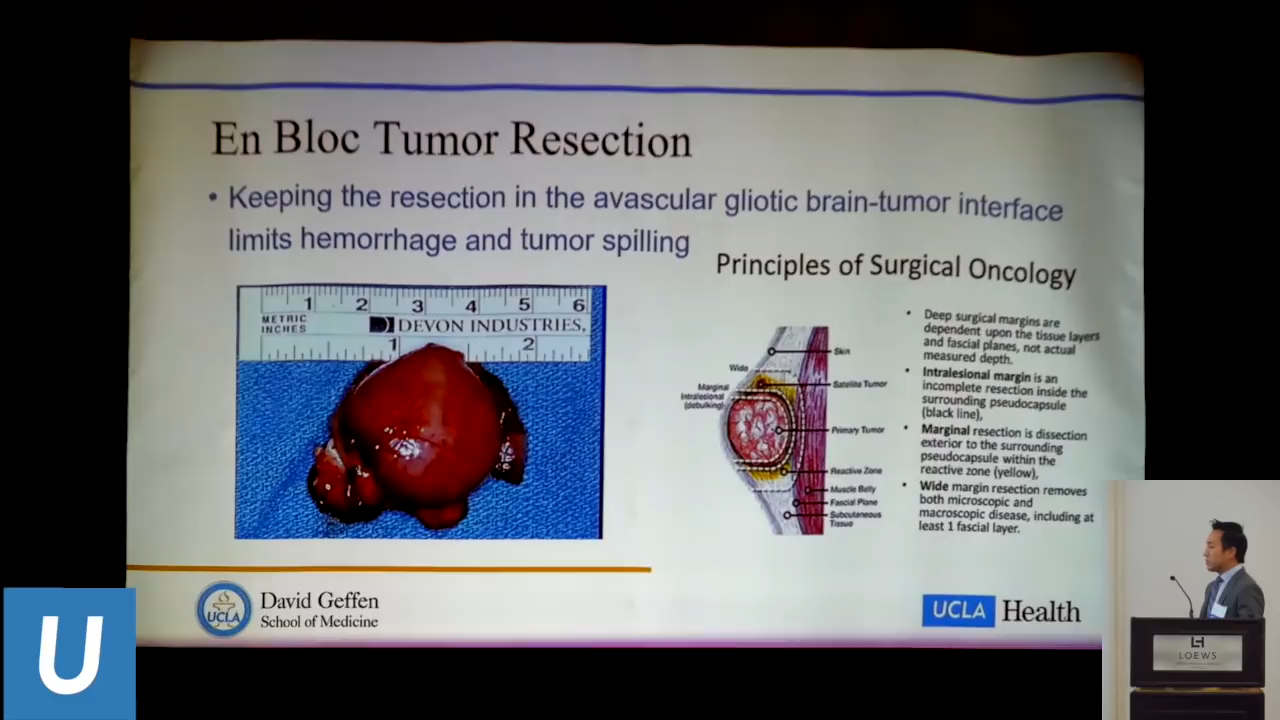 En Bloc Tumor Resection
• Keeping the resection in the avascular gliotic brain-tumor interface
limits hemorrhage and tumor spilling
Principles of Surgical Oncology
1 2 3 4 5 6
METRIC
INCHES
DEVON INDUSTRIES,
1 2
Skin
Wide
Satellite Tumor
Marginal
Intralesional
(debulking)
Primary Tumor
Reactive Zone
Muscle Belly
Fascial Plane
Subcutaneous
Tissue
• Deep surgical margins are
dependent upon the tissue layers
and fascial planes, not actual
measured depth.
• Intralesional margin is an
incomplete resection inside the
surrounding pseudocapsule
(black line),
• Marginal resection is dissection
exterior to the surrounding
pseudocapsule within the
reactive zone (yellow),
• Wide margin resection removes
both microscopic and
macroscopic disease, including at
least 1 fascial layer.
UCLA
David Geffen
School of Medicine
UCLA Health
U
LOEWS